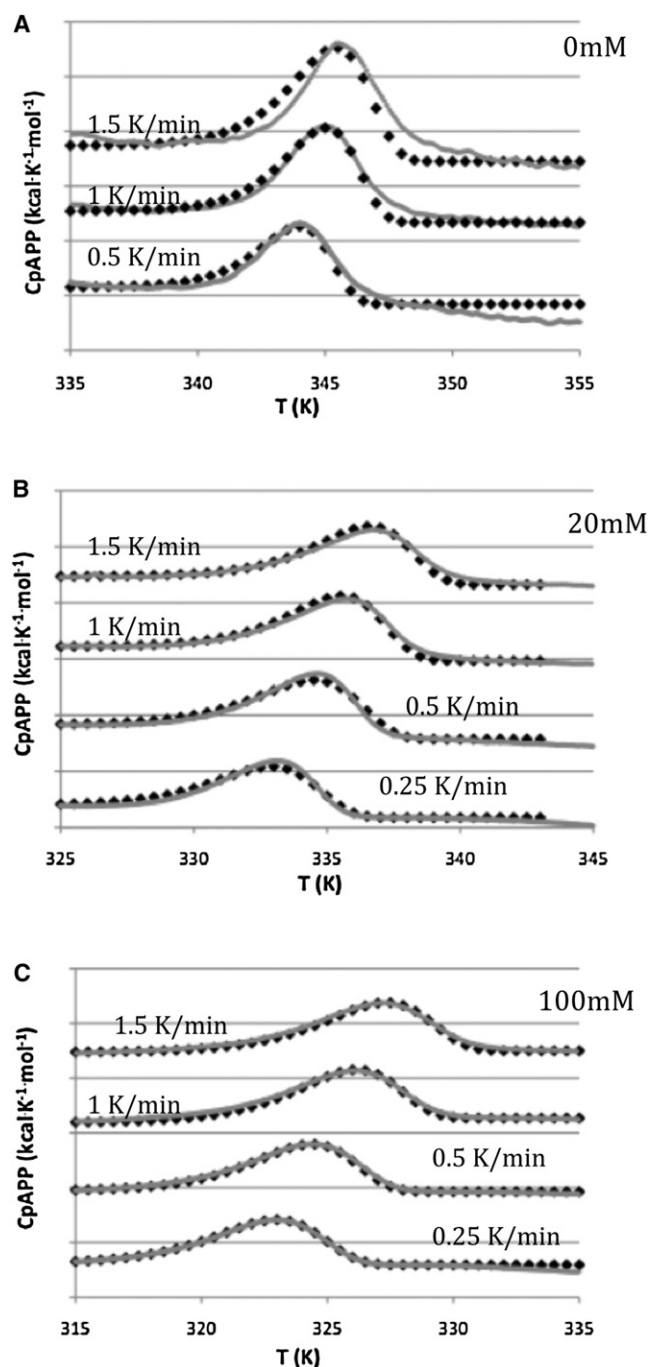 A
0mM
1.5 K/min
1 K/min
0.5 K/min
CpAPP (kcal·K⁻¹·mol⁻¹)
335 340 345 350 355
T (K)
B
20mM
1.5 K/min
1 K/min
0.5 K/min
0.25 K/min
CpAPP (kcal·K⁻¹·mol⁻¹)
325 330 335 340 345
T (K)
C
100mM
1.5 K/min
1 K/min
0.5 K/min
0.25 K/min
CpAPP (kcal·K⁻¹·mol⁻¹)
315 320 325 330 335
T (K)